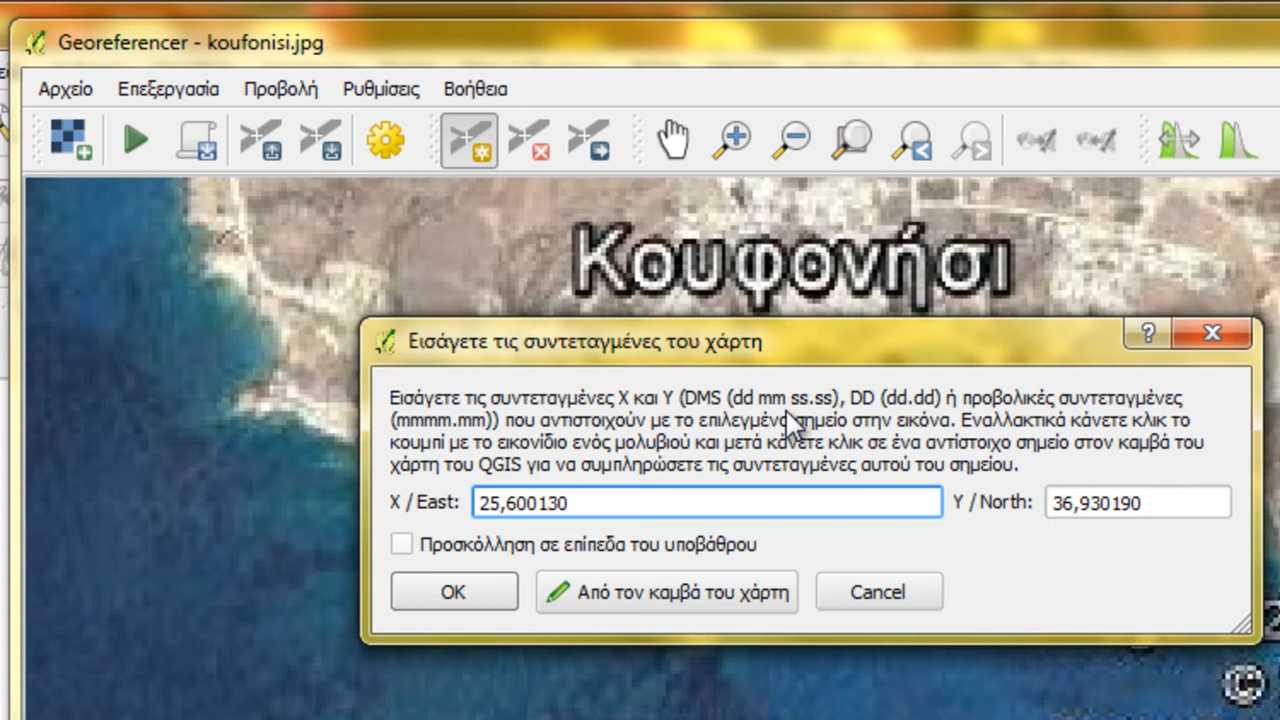 Georeferencer - koufonisi.jpg
Αρχείο Επεξεργασία Προβολή Ρυθμίσεις Βοήθεια
Κουφονήσι
Εισάγετε τις συντεταγμένες του χάρτη
Εισάγετε τις συντεταγμένες X και Y (DMS (dd mm ss.ss), DD (dd.dd) ή προβολικές συντεταγμένες
(mmmm.mm)) που αντιστοιχούν με το επιλεγμένο σημείο στην εικόνα. Εναλλακτικά κάνετε κλικ το
κουμπί με το εικονίδιο ενός μολυβιού και μετά κάνετε κλικ σε ένα αντίστοιχο σημείο στον καμβά του
χάρτη του QGIS για να συμπληρώσετε τις συντεταγμένες αυτού του σημείου.
X / East: 25,600130 Y / North: 36,930190
Προσκόλληση σε επίπεδα του υποβάθρου
OK Από τον καμβά του χάρτη Cancel
©